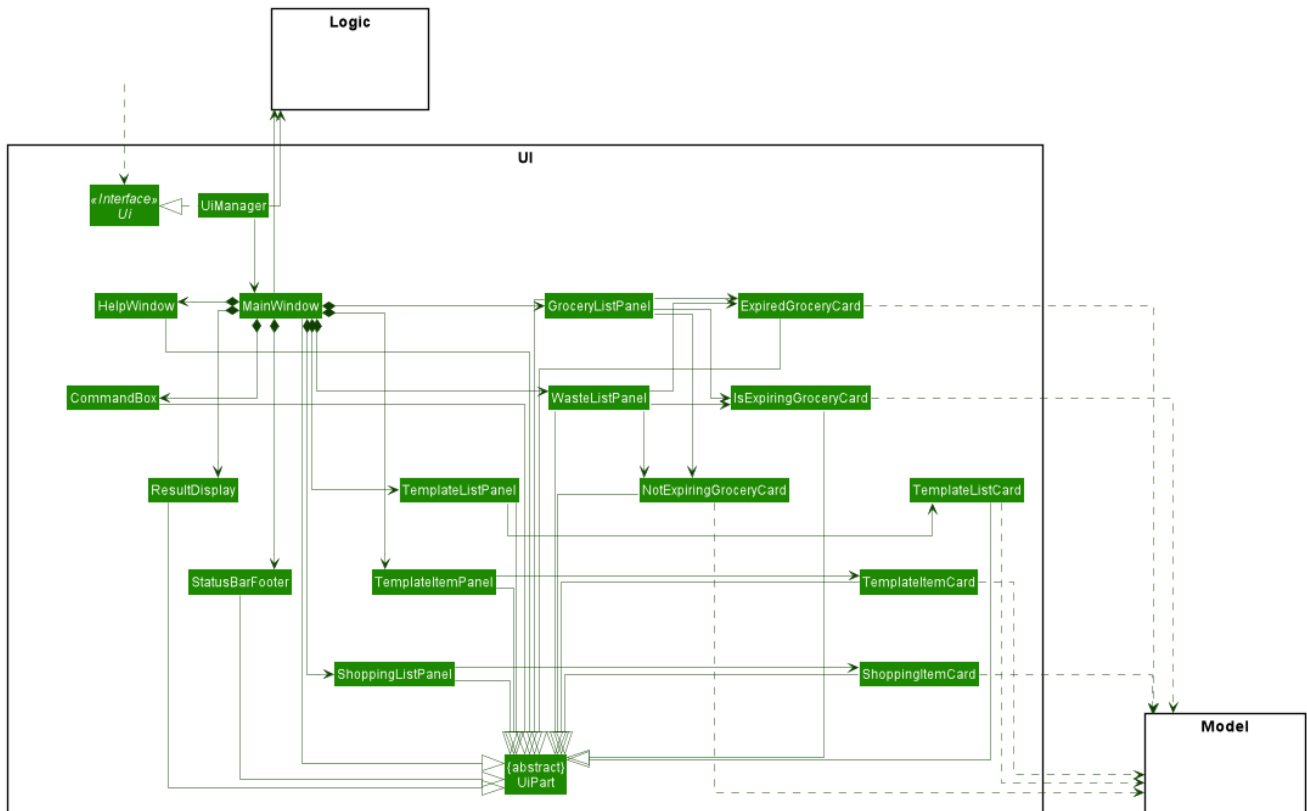 Logic
UI
«Interface»
Ui
UiManager
HelpWindow
MainWindow
GroceryListPanel
ExpiredGroceryCard
CommandBox
WasteListPanel
IsExpiringGroceryCard
ResultDisplay
TemplateListPanel
NotExpiringGroceryCard
TemplateListCard
StatusBarFooter
TemplateItemPanel
TemplateItemCard
ShoppingListPanel
ShoppingItemCard
Model
{abstract}
UiPart